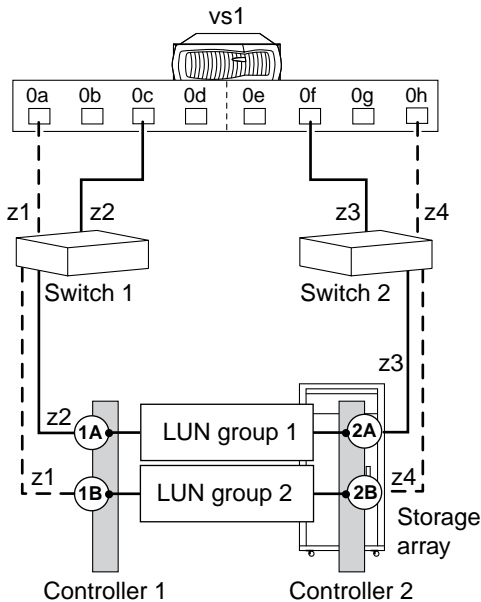 vs1
0a 0b 0c 0d 0e 0f 0g 0h
z1 z2 z3 z4
Switch 1 Switch 2
z3
z2 1A LUN group 1 2A
z1 1B LUN group 2 2B z4
Storage
array
Controller 1 Controller 2